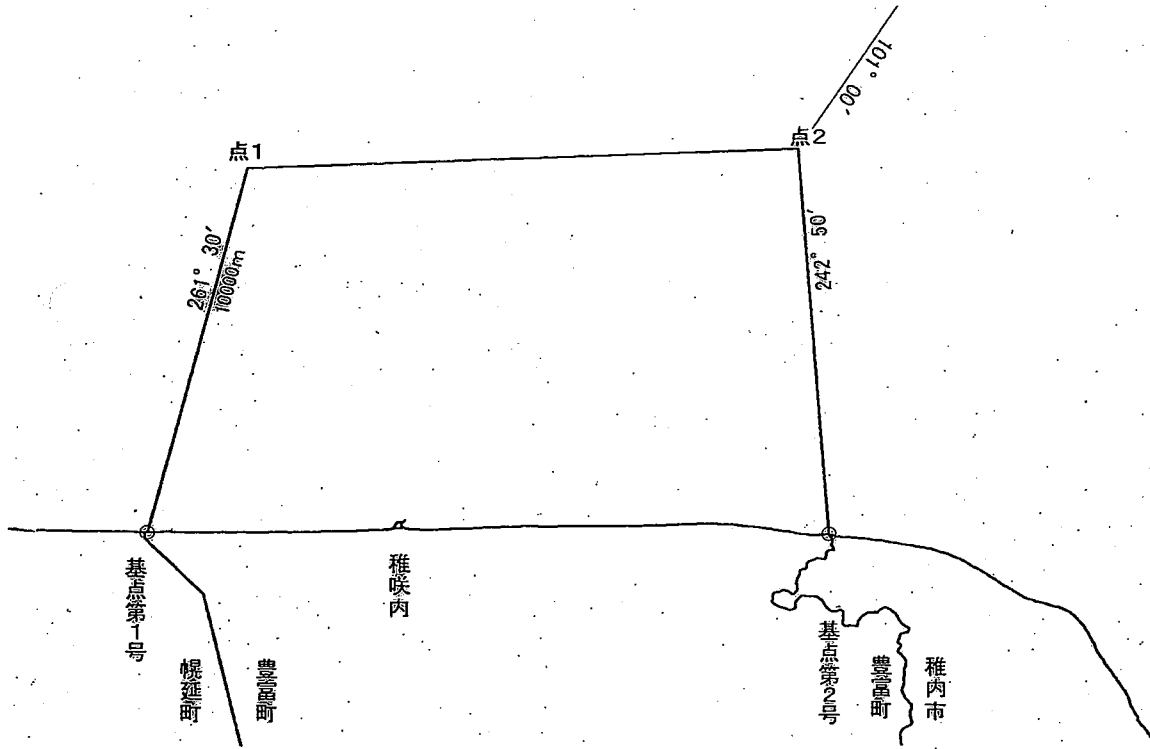 101° 00′
点1
点2
261° 30′
10000m
242° 50′
基点第1号
稚咲内
基点第2号
幌延町
豊富町
豊富町
稚内市